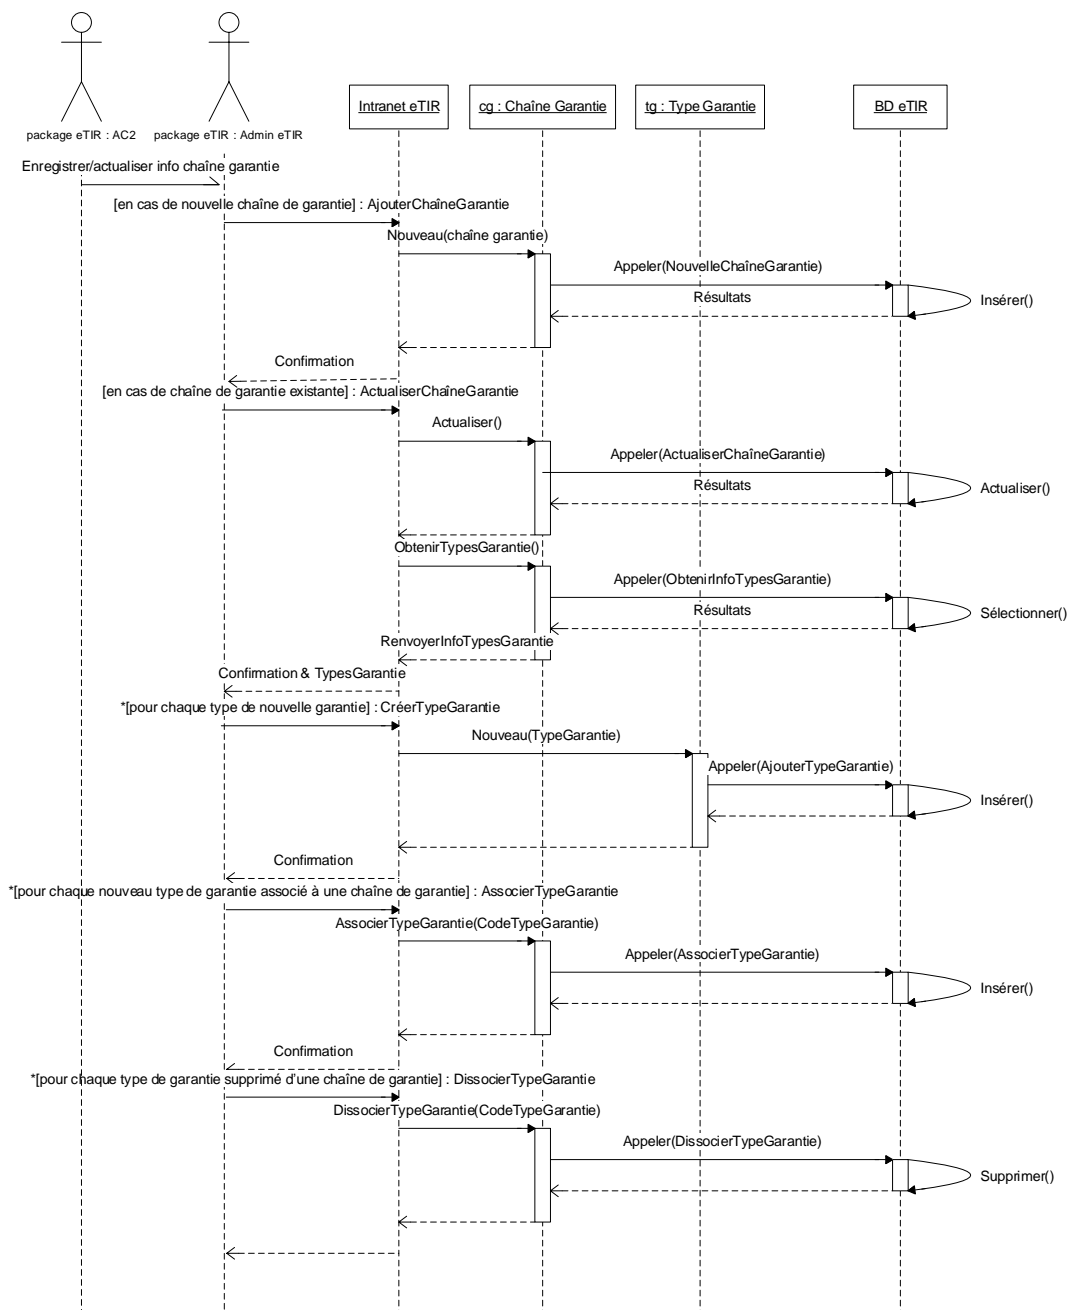 Intranet eTIR
cg : Chaîne Garantie
tg : Type Garantie
BD eTIR
package eTIR : AC2
package eTIR : Admin eTIR
Enregistrer/actualiser info chaîne garantie
[en cas de nouvelle chaîne de garantie] : AjouterChaîneGarantie
Nouveau(chaîne garantie)
Appeler(NouvelleChaîneGarantie)
Résultats
Insérer()
Confirmation
[en cas de chaîne de garantie existante] : ActualiserChaîneGarantie
Actualiser()
Appeler(ActualiserChaîneGarantie)
Résultats
Actualiser()
ObtenirTypesGarantie()
Appeler(ObtenirInfoTypesGarantie)
Résultats
Sélectionner()
RenvoyerInfoTypesGarantie
Confirmation & TypesGarantie
*[pour chaque type de nouvelle garantie] : CréerTypeGarantie
Nouveau(TypeGarantie)
Appeler(AjouterTypeGarantie)
Insérer()
Confirmation
*[pour chaque nouveau type de garantie associé à une chaîne de garantie] : AssocierTypeGarantie
AssocierTypeGarantie(CodeTypeGarantie)
Appeler(AssocierTypeGarantie)
Insérer()
Confirmation
*[pour chaque type de garantie supprimé d'une chaîne de garantie] : DissocierTypeGarantie
DissocierTypeGarantie(CodeTypeGarantie)
Appeler(DissocierTypeGarantie)
Supprimer()